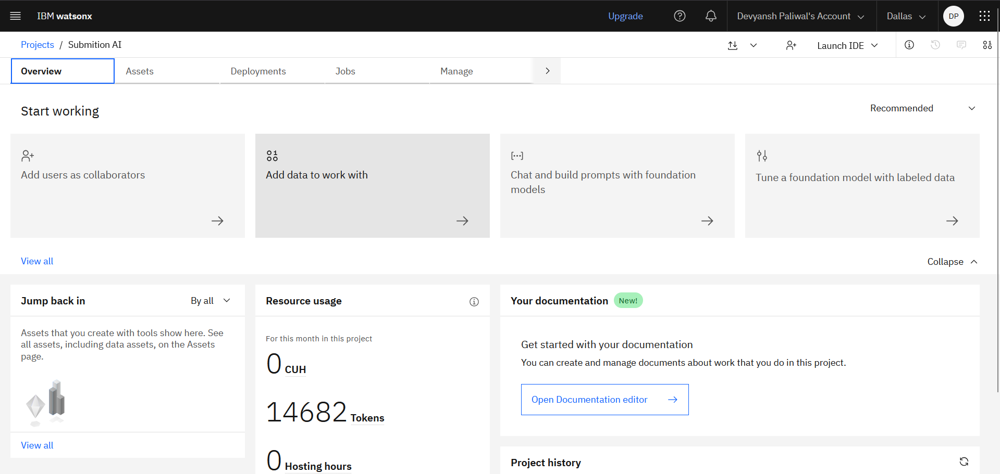 IBM watsonx
Upgrade
Devyansh Paliwal's Account
Dallas
DP
Projects / Submition AI
Launch IDE
Overview
Assets
Deployments
Jobs
Manage
Start working
Recommended
Add users as collaborators
Add data to work with
Chat and build prompts with foundation
models
Tune a foundation model with labeled data
View all
Collapse
Jump back in
By all
Assets that you create with tools show here. See
all assets, including data assets, on the Assets
page.
View all
Resource usage
For this month in this project
0 CUH
14682 Tokens
0 Hosting hours
Your documentation New!
Get started with your documentation
You can create and manage documents about work that you do in this project.
Open Documentation editor
Project history